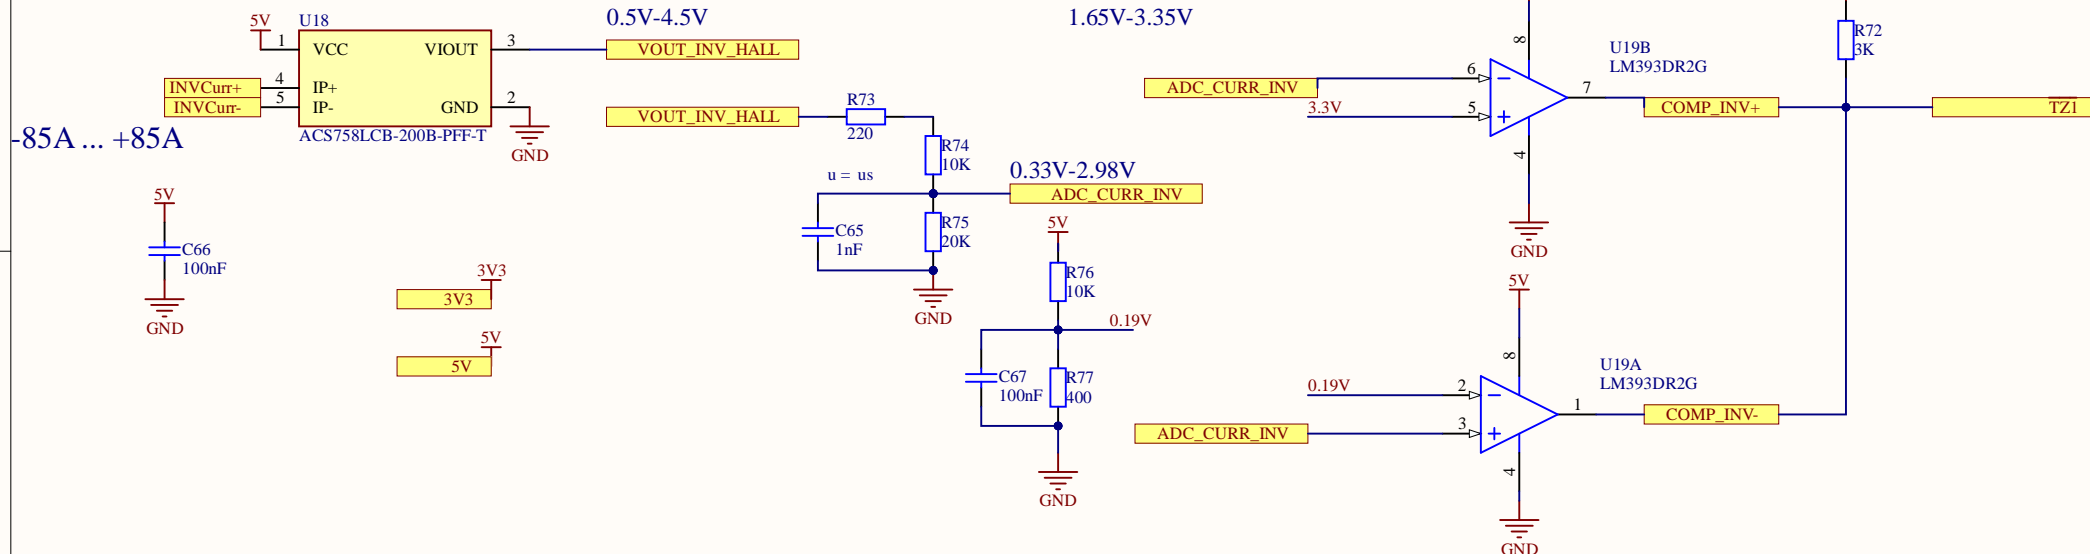 0.5V-4.5V
1.65V-3.35V
5V
U18
1
VCC
VIOUT
3
VOUT_INV_HALL
INVCurr+
4
IP+
INVCurr-
5
IP-
GND
2
ACS758LCB-200B-PFF-T
GND
-85A ... +85A
VOUT_INV_HALL
R73
220
R74
10K
u = us
0.33V-2.98V
ADC_CURR_INV
C65
1nF
R75
20K
GND
5V
C66
100nF
GND
3V3
3V3
5V
5V
5V
R76
10K
0.19V
C67
100nF
R77
400
GND
8
U19B
LM393DR2G
ADC_CURR_INV
6
3.3V
5
7
COMP_INV+
4
GND
R72
3K
TZ1
5V
8
U19A
LM393DR2G
0.19V
2
ADC_CURR_INV
3
1
COMP_INV-
4
GND